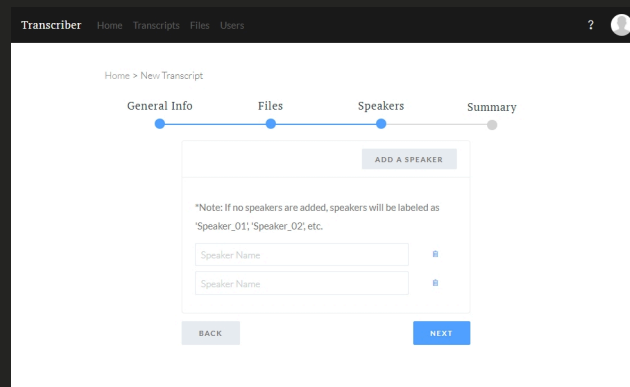 Transcriber Home Transcripts Files Users ?
Home > New Transcript
General Info Files Speakers Summary
ADD A SPEAKER
*Note: If no speakers are added, speakers will be labeled as
'Speaker_01', 'Speaker_02', etc.
Speaker Name
Speaker Name
BACK NEXT